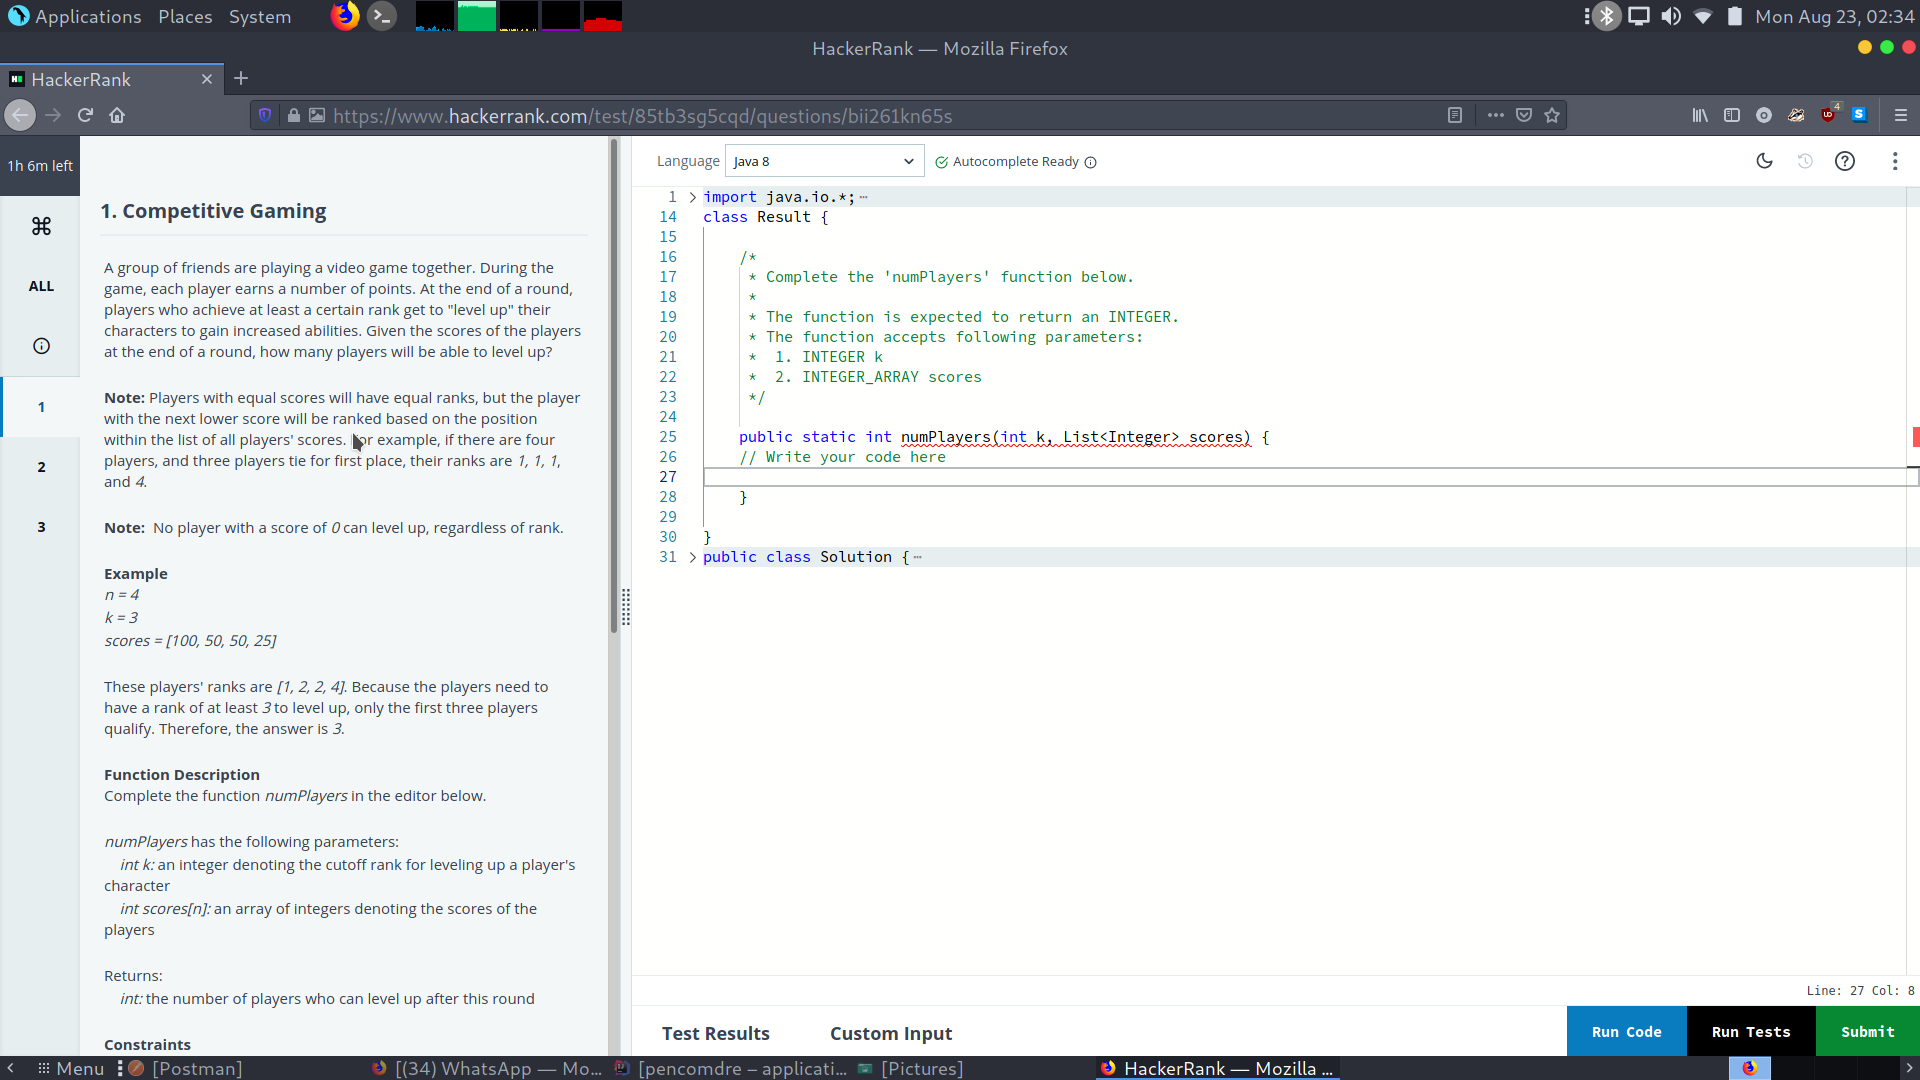 Applications Places System
Mon Aug 23, 02:34
HackerRank — Mozilla Firefox
HackerRank
https://www.hackerrank.com/test/85tb3sg5cqd/questions/bii261kn65s
4
1h 6m left
ALL
1
2
3
1. Competitive Gaming
A group of friends are playing a video game together. During the
game, each player earns a number of points. At the end of a round,
players who achieve at least a certain rank get to "level up" their
characters to gain increased abilities. Given the scores of the players
at the end of a round, how many players will be able to level up?
Note: Players with equal scores will have equal ranks, but the player
with the next lower score will be ranked based on the position
within the list of all players' scores. For example, if there are four
players, and three players tie for first place, their ranks are 1, 1, 1,
and 4.
Note: No player with a score of 0 can level up, regardless of rank.
Example
n = 4
k = 3
scores = [100, 50, 50, 25]
These players' ranks are [1, 2, 2, 4]. Because the players need to
have a rank of at least 3 to level up, only the first three players
qualify. Therefore, the answer is 3.
Function Description
Complete the function numPlayers in the editor below.
numPlayers has the following parameters:
int k: an integer denoting the cutoff rank for leveling up a player's
character
int scores[n]: an array of integers denoting the scores of the
players
Returns:
int: the number of players who can level up after this round
Constraints
Language Java 8 Autocomplete Ready
1 import java.io.*;
14 class Result {
15
16 /*
17 * Complete the 'numPlayers' function below.
18 *
19 * The function is expected to return an INTEGER.
20 * The function accepts following parameters:
21 * 1. INTEGER k
22 * 2. INTEGER_ARRAY scores
23 */
24
25 public static int numPlayers(int k, List<Integer> scores) {
26 // Write your code here
27
28 }
29
30 }
31 public class Solution {
Line: 27 Col: 8
Test Results Custom Input
Run Code Run Tests Submit
Menu [Postman] [(34) WhatsApp — Mo... [pencomdre – applicati... [Pictures] HackerRank — Mozilla ...